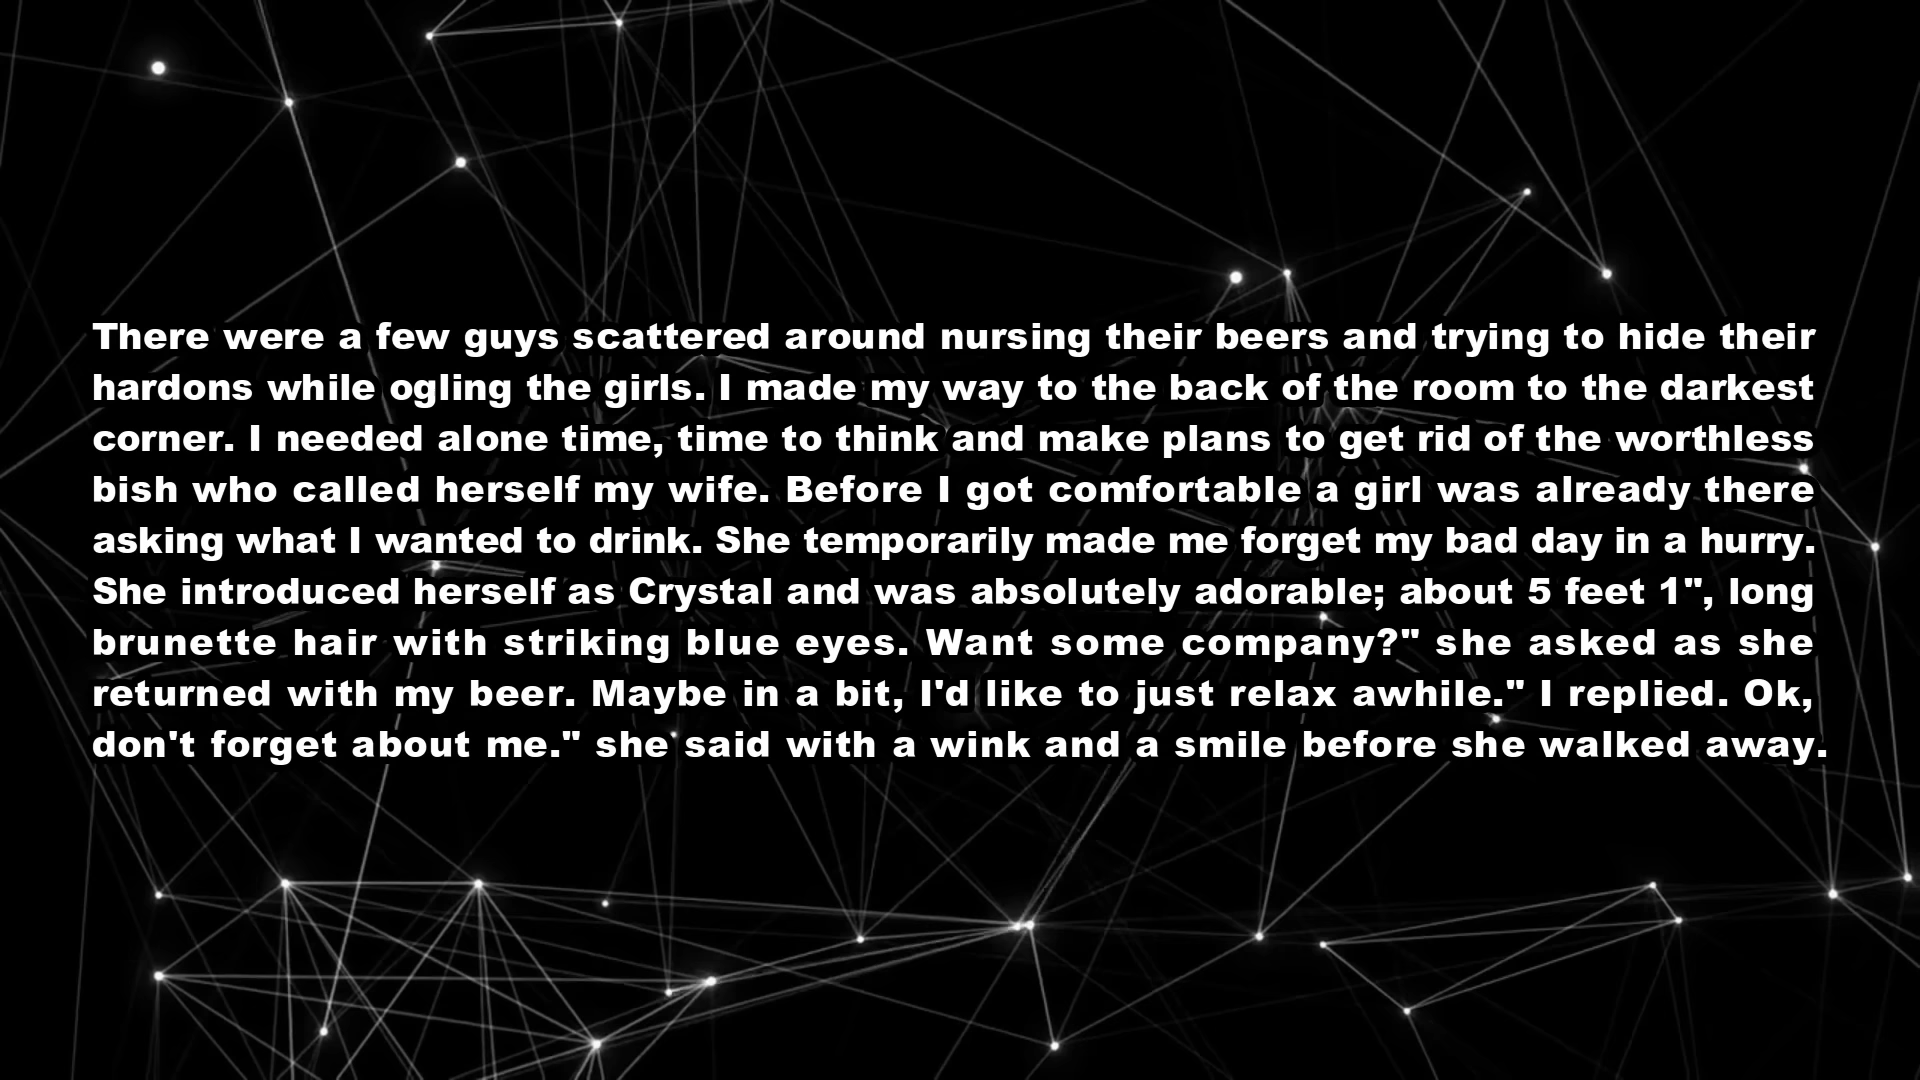 There were a few guys scattered around nursing their beers and trying to hide their
hardons while ogling the girls. I made my way to the back of the room to the darkest
corner. I needed alone time, time to think and make plans to get rid of the worthless
bish who called herself my wife. Before I got comfortable a girl was already there
asking what I wanted to drink. She temporarily made me forget my bad day in a hurry.
She introduced herself as Crystal and was absolutely adorable; about 5 feet 1", long
brunette hair with striking blue eyes. Want some company?" she asked as she
returned with my beer. Maybe in a bit, I'd like to just relax awhile." I replied. Ok,
don't forget about me." she said with a wink and a smile before she walked away.